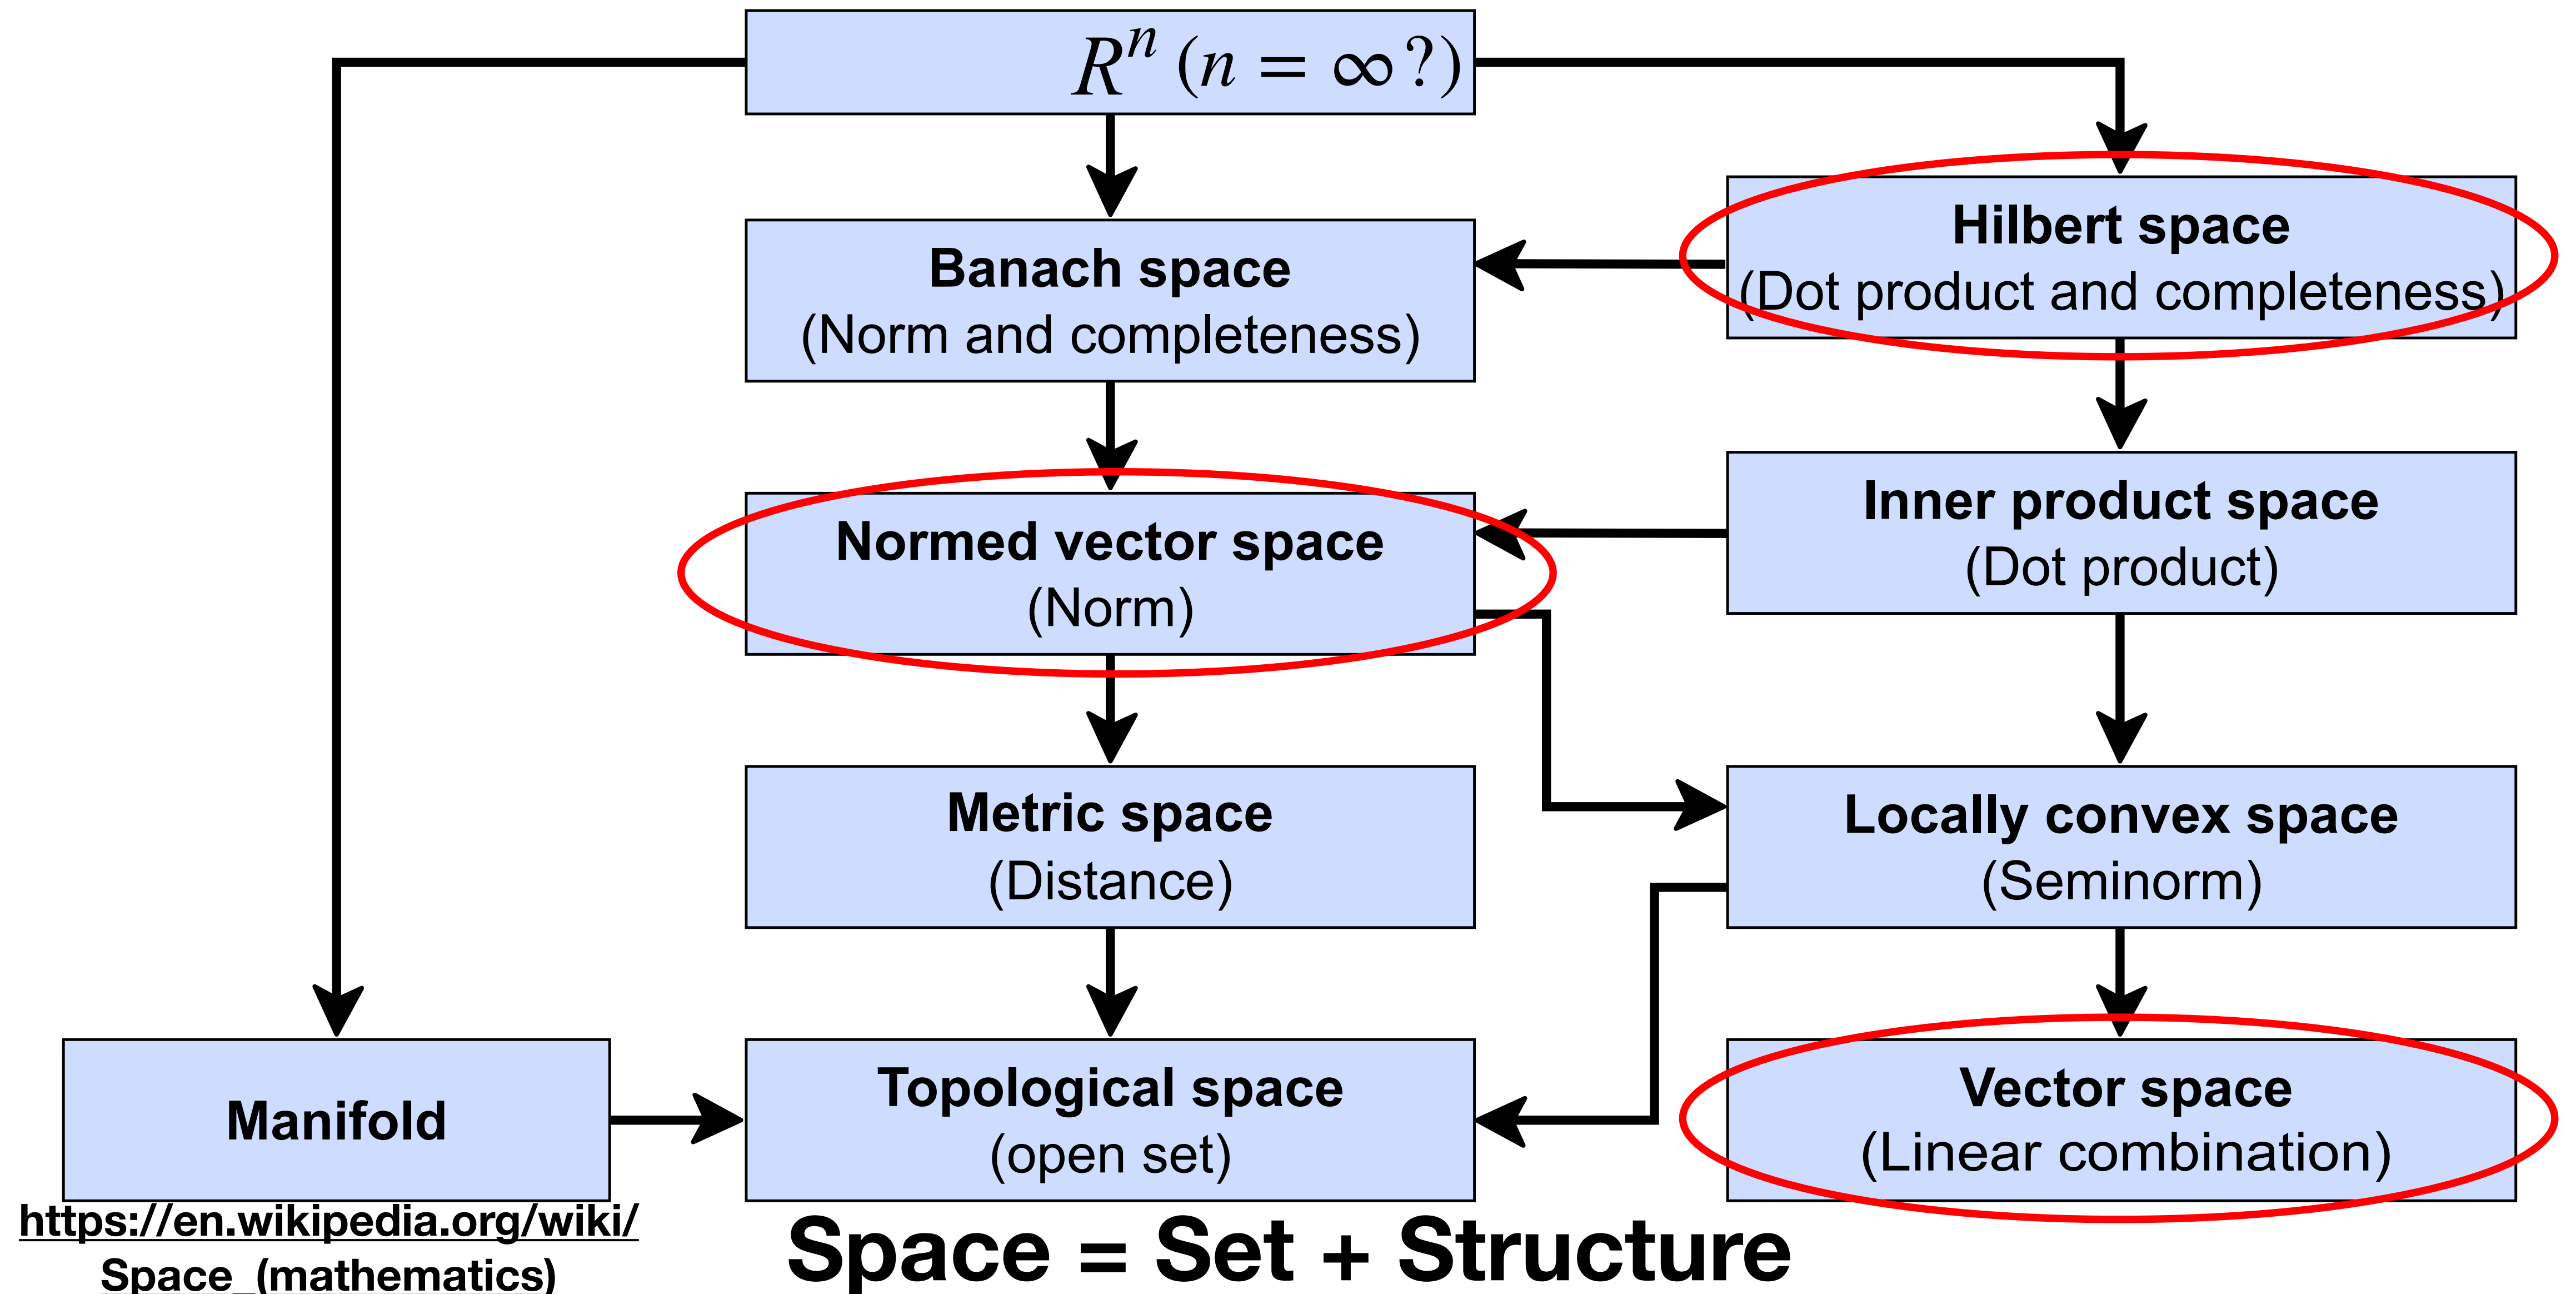 Rⁿ (n = ∞?)
Hilbert space
(Dot product and completeness)
Banach space
(Norm and completeness)
Inner product space
(Dot product)
Normed vector space
(Norm)
Metric space
(Distance)
Locally convex space
(Seminorm)
Manifold
Topological space
(open set)
Vector space
(Linear combination)
https://en.wikipedia.org/wiki/
Space_(mathematics)
Space = Set + Structure